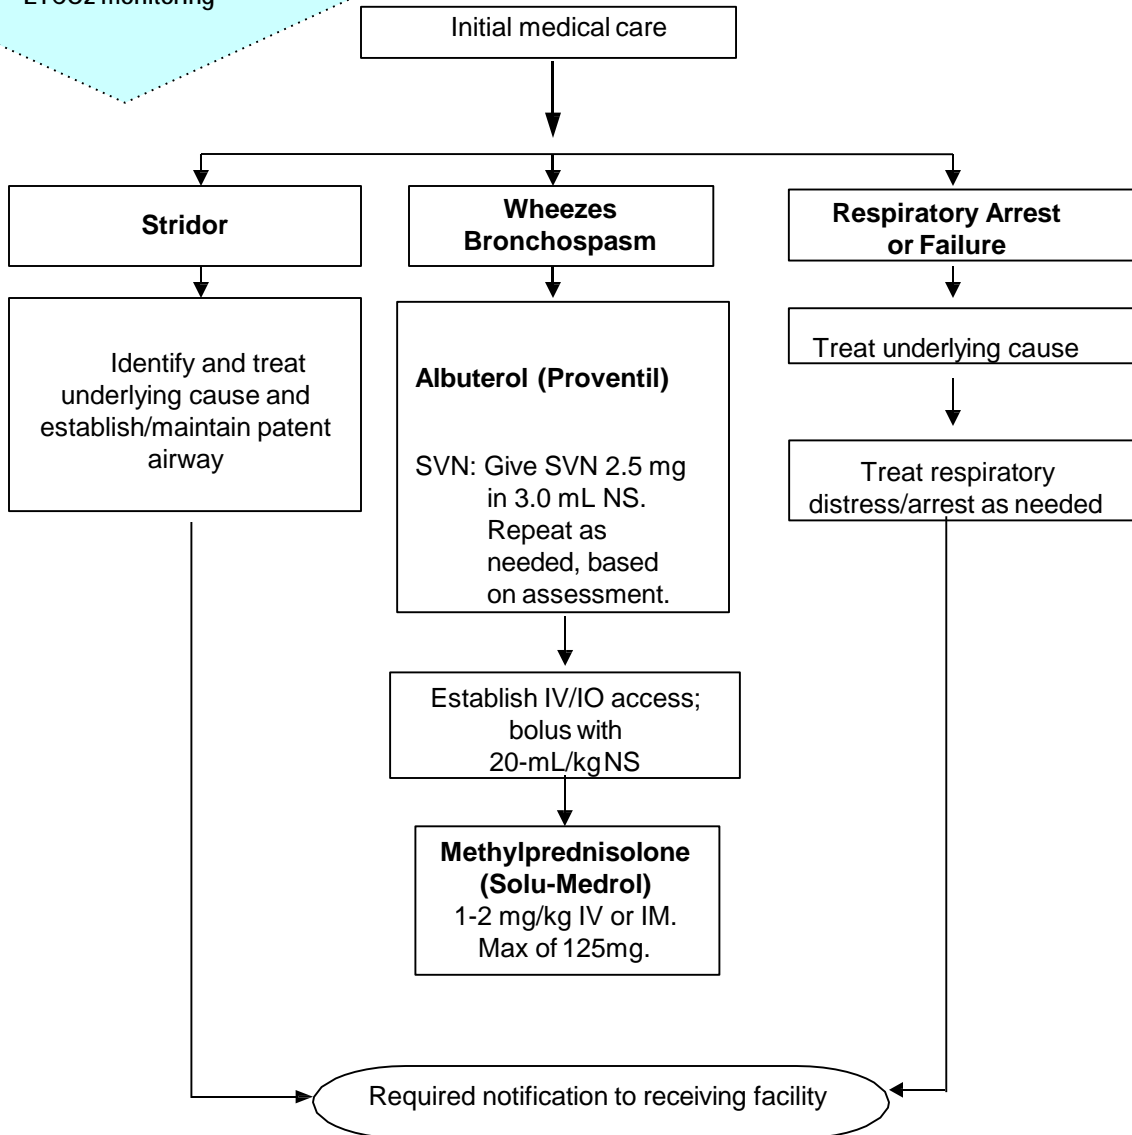 ETCO2 monitoring
Initial medical care
Stridor
Identify and treat
underlying cause and
establish/maintain patent
airway
Wheezes
Bronchospasm
Albuterol (Proventil)
SVN: Give SVN 2.5 mg
in 3.0 mL NS.
Repeat as
needed, based
on assessment.
Establish IV/IO access;
bolus with
20-mL/kg NS
Methylprednisolone
(Solu-Medrol)
1-2 mg/kg IV or IM.
Max of 125mg.
Respiratory Arrest
or Failure
Treat underlying cause
Treat respiratory
distress/arrest as needed
Required notification to receiving facility